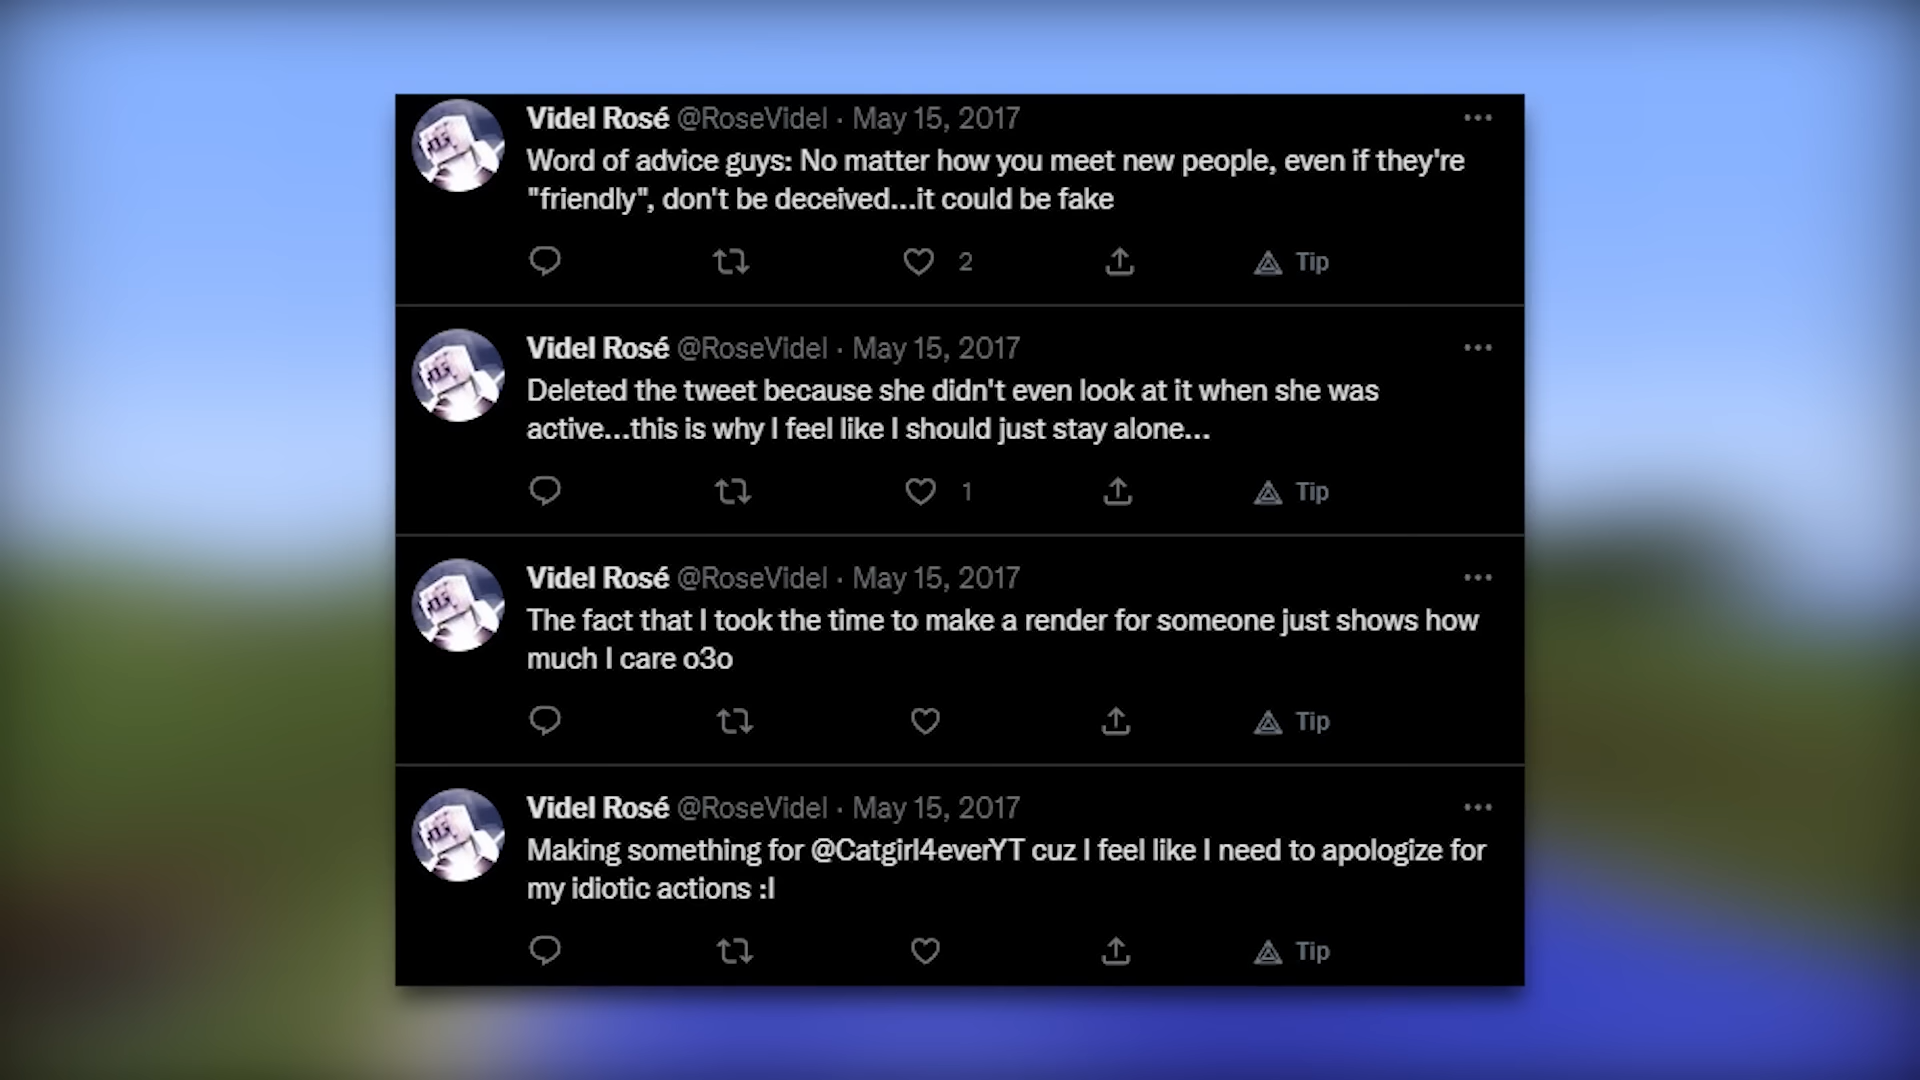 Videl Rosé @RoseVidel · May 15, 2017
Word of advice guys: No matter how you meet new people, even if they're
"friendly", don't be deceived...it could be fake
2 Tip
Videl Rosé @RoseVidel · May 15, 2017
Deleted the tweet because she didn't even look at it when she was
active...this is why I feel like I should just stay alone...
1 Tip
Videl Rosé @RoseVidel · May 15, 2017
The fact that I took the time to make a render for someone just shows how
much I care o3o
Tip
Videl Rosé @RoseVidel · May 15, 2017
Making something for @Catgirl4everYT cuz I feel like I need to apologize for
my idiotic actions :l
Tip